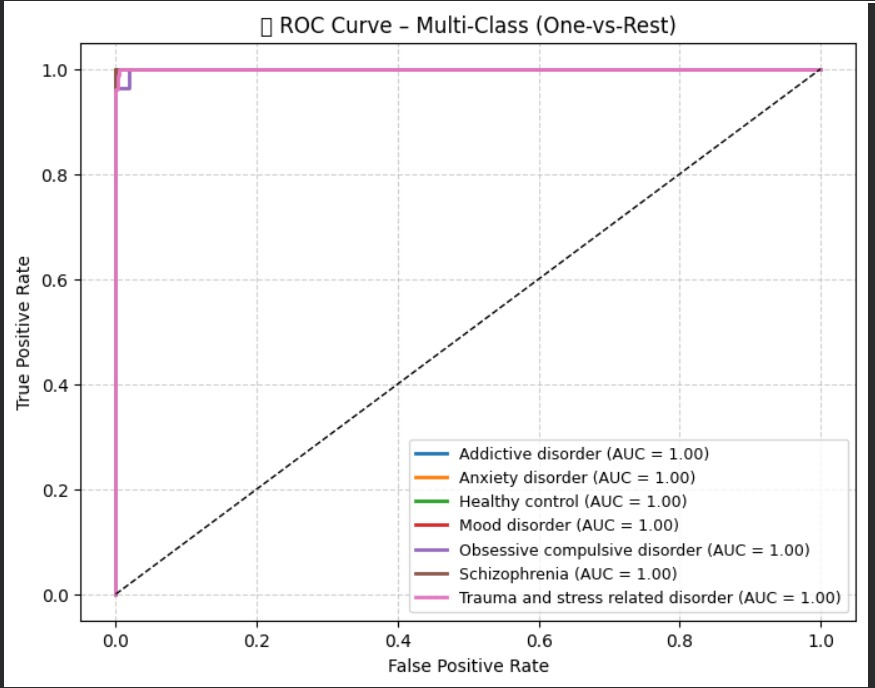 ▯ ROC Curve – Multi-Class (One-vs-Rest)
1.0
0.8
0.6
0.4
0.2
0.0
True Positive Rate
Addictive disorder (AUC = 1.00)
Anxiety disorder (AUC = 1.00)
Healthy control (AUC = 1.00)
Mood disorder (AUC = 1.00)
Obsessive compulsive disorder (AUC = 1.00)
Schizophrenia (AUC = 1.00)
Trauma and stress related disorder (AUC = 1.00)
0.0 0.2 0.4 0.6 0.8 1.0
False Positive Rate